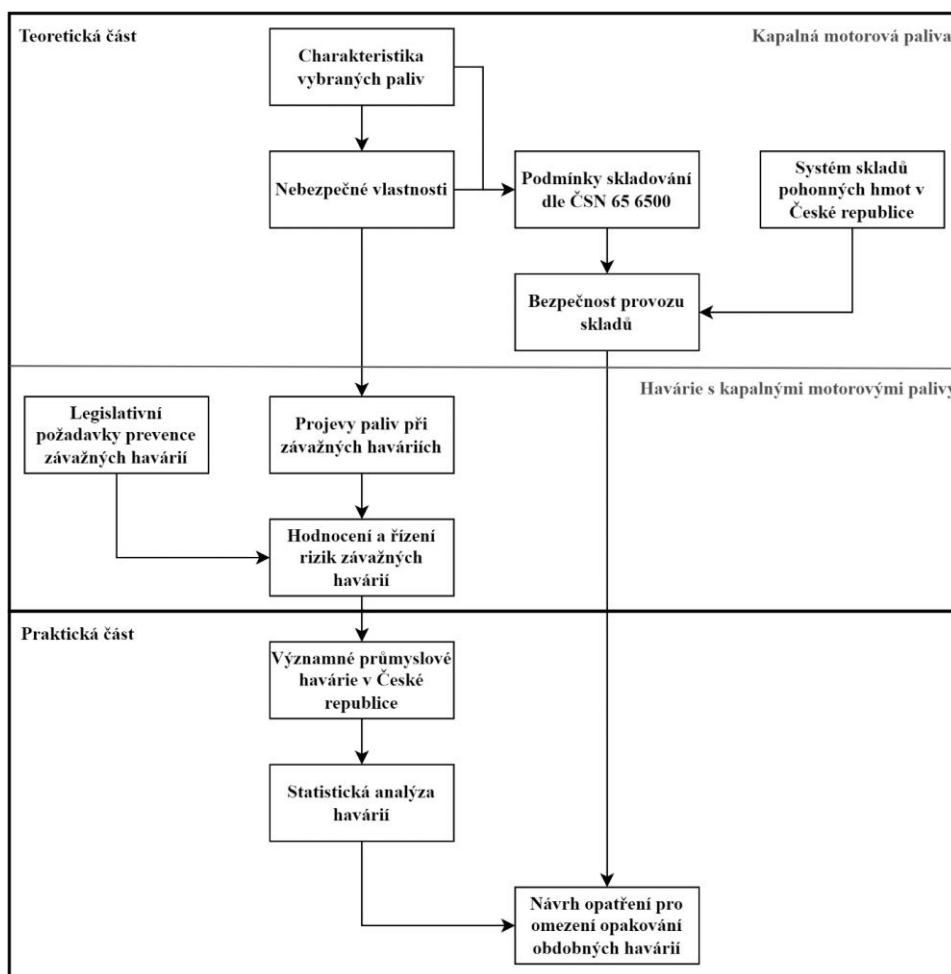 Teoretická část
Kapalná motorová paliva
Charakteristika
vybraných paliv
Nebezpečné vlastnosti
Podmínky skladování
dle ČSN 65 6500
Systém skladů
pohonných hmot v
České republice
Bezpečnost provozu
skladů
Havárie s kapalnými motorovými palivy
Legislativní
požadavky prevence
závažných havárií
Projevy paliv při
závažných haváriích
Hodnocení a řízení
rizik závažných
havárií
Praktická část
Významné průmyslové
havárie v České
republice
Statistická analýza
havárií
Návrh opatření pro
omezení opakování
obdobných havárií